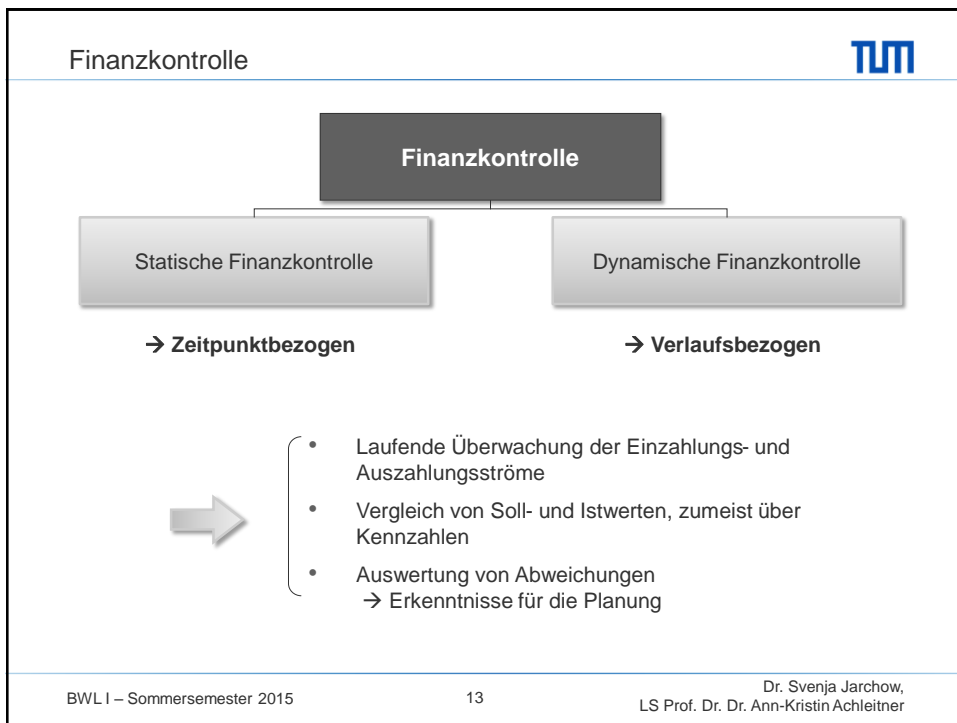 Finanzkontrolle
TUM
Finanzkontrolle
Statische Finanzkontrolle
Dynamische Finanzkontrolle
→ Zeitpunktbezogen
→ Verlaufsbezogen
• Laufende Überwachung der Einzahlungs- und
Auszahlungsströme
• Vergleich von Soll- und Istwerten, zumeist über
Kennzahlen
• Auswertung von Abweichungen
→ Erkenntnisse für die Planung
BWL I – Sommersemester 2015
13
Dr. Svenja Jarchow,
LS Prof. Dr. Dr. Ann-Kristin Achleitner